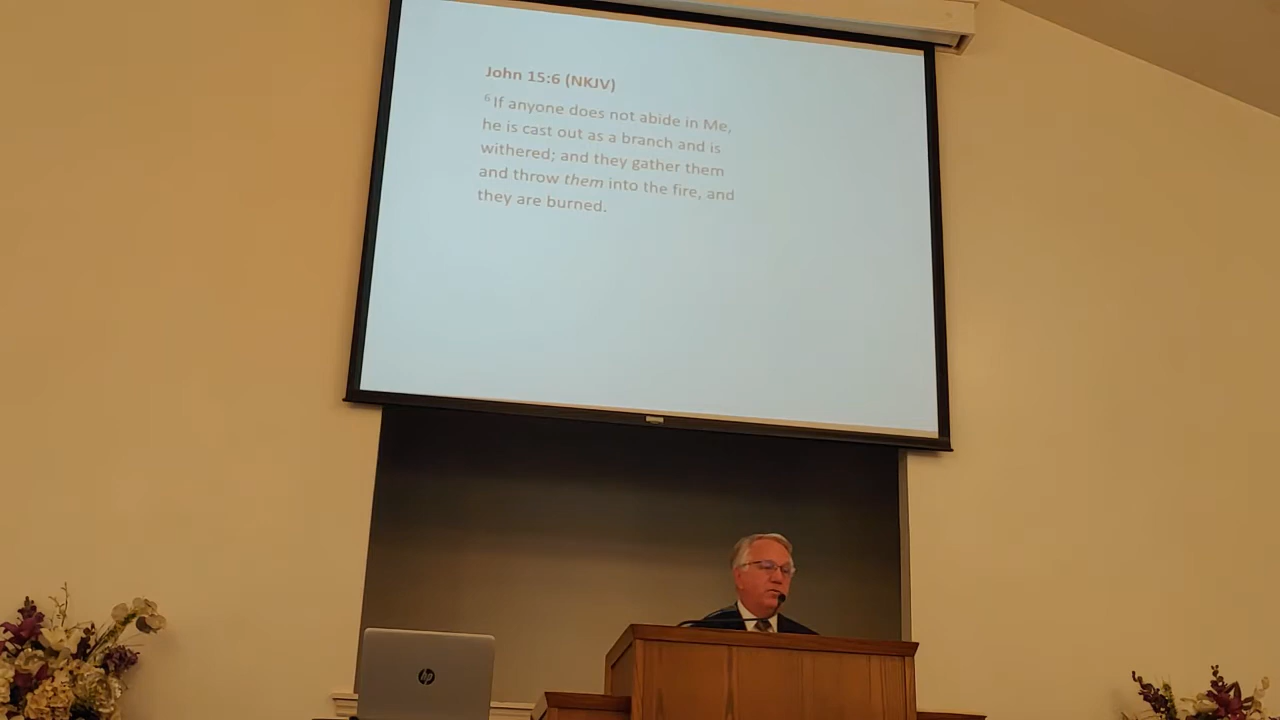 John 15:6 (NKJV)
6 If anyone does not abide in Me,
he is cast out as a branch and is
withered; and they gather them
and throw them into the fire, and
they are burned.
hp